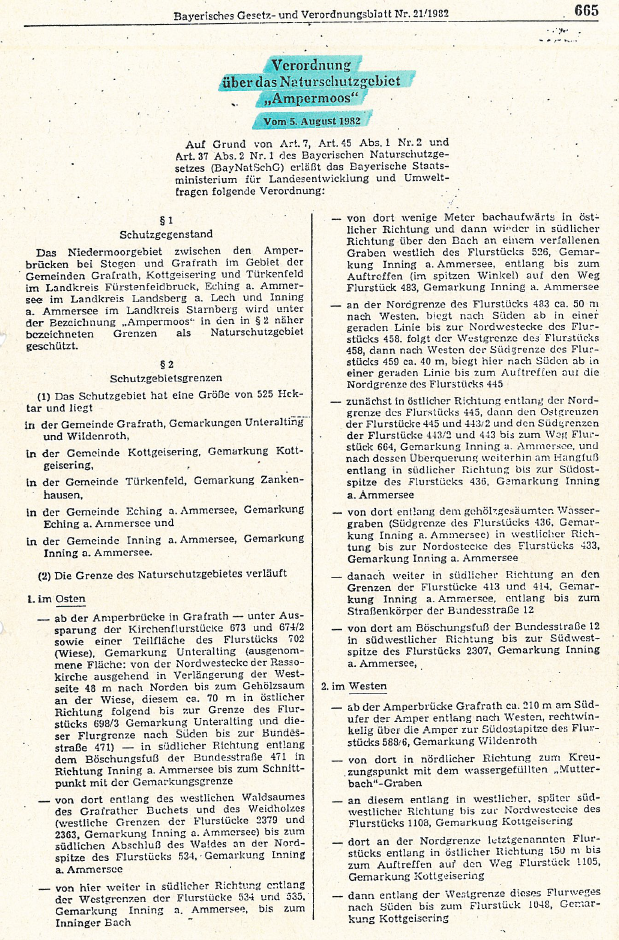 Bayerisches Gesetz- und Verordnungsblatt Nr. 21/1982
665
Verordnung
über das Naturschutzgebiet
„Ampermoos“
Vom 5. August 1982
Auf Grund von Art. 7, Art. 45 Abs. 1 Nr. 2 und
Art. 37 Abs. 2 Nr. 1 des Bayerischen Naturschutzge-
setzes (BayNatSchG) erläßt das Bayerische Staats-
ministerium für Landesentwicklung und Umwelt-
fragen folgende Verordnung:
§ 1
Schutzgegenstand
Das Niedermoorgebiet zwischen den Amper-
brücken bei Stegen und Grafrath im Gebiet der
Gemeinden Grafrath, Kottgeisering und Türkenfeld
im Landkreis Fürstenfeldbruck, Eching a. Ammer-
see im Landkreis Landsberg a. Lech und Inning
a. Ammersee im Landkreis Starnberg wird unter
der Bezeichnung „Ampermoos“ in den in § 2 näher
bezeichneten Grenzen als Naturschutzgebiet
geschützt.
§ 2
Schutzgebietsgrenzen
(1) Das Schutzgebiet hat eine Größe von 525 Hek-
tar und liegt
in der Gemeinde Grafrath, Gemarkungen Unteralting
und Wildenroth,
in der Gemeinde Kottgeisering, Gemarkung Kott-
geisering,
in der Gemeinde Türkenfeld, Gemarkung Zanken-
hausen,
in der Gemeinde Eching a. Ammersee, Gemarkung
Eching a. Ammersee und
in der Gemeinde Inning a. Ammersee, Gemarkung
Inning a. Ammersee.
(2) Die Grenze des Naturschutzgebietes verläuft
1. im Osten
— ab der Amperbrücke in Grafrath — unter Aus-
sparung der Kirchenflurstücke 673 und 674/2
sowie einer Teilfläche des Flurstücks 702
(Wiese), Gemarkung Unteralting (ausgenom-
mene Fläche: von der Nordwestecke der Rasso-
kirche ausgehend in Verlängerung der West-
seite 48 m nach Norden bis zum Gehölzsaum
an der Wiese, diesem ca. 70 m in östlicher
Richtung folgend bis zur Grenze des Flur-
stücks 698/3 Gemarkung Unteralting und die-
ser Flurgrenze nach Süden bis zur Bundes-
straße 471) — in südlicher Richtung entlang
dem Böschungsfuß der Bundesstraße 471 in
Richtung Inning a. Ammersee bis zum Schnitt-
punkt mit der Gemarkungsgrenze
— von dort entlang des westlichen Waldsaumes
des Grafrather Buchets und des Weidholzes
(westliche Grenzen der Flurstücke 2379 und
2363, Gemarkung Inning a. Ammersee) bis zum
südlichen Abschluß des Waldes an der Nord-
spitze des Flurstücks 534, Gemarkung Inning
a. Ammersee
— von hier weiter in südlicher Richtung entlang
der Westgrenzen der Flurstücke 534 und 535,
Gemarkung Inning a. Ammersee, bis zum
Inninger Bach
— von dort wenige Meter bachaufwärts in öst-
licher Richtung und dann wieder in südlicher
Richtung über den Bach an einem verfallenen
Graben westlich des Flurstücks 526, Gemar-
kung Inning a. Ammersee, entlang bis zum
Auftreffen (im spitzen Winkel) auf den Weg
Flurstück 483, Gemarkung Inning a. Ammersee
— an der Nordgrenze des Flurstücks 483 ca. 50 m
nach Westen, biegt nach Süden ab in einer
geraden Linie bis zur Nordwestecke des Flur-
stücks 458, folgt der Westgrenze des Flurstücks
458, dann nach Westen der Südgrenze des Flur-
stücks 459 ca. 40 m, biegt hier nach Süden ab in
einer geraden Linie bis zum Auftreffen auf die
Nordgrenze des Flurstücks 445
— zunächst in östlicher Richtung entlang der Nord-
grenze des Flurstücks 445, dann den Ostgrenzen
der Flurstücke 445 und 443/2 und den Südgrenzen
der Flurstücke 443/2 und 443 bis zum Weg Flur-
stück 664, Gemarkung Inning a. Ammersee, und
nach dessen Überquerung weiterhin am Hangfuß
entlang in südlicher Richtung bis zur Südost-
spitze des Flurstücks 436, Gemarkung Inning
a. Ammersee
— von dort entlang dem gehölzgesäumten Wasser-
graben (Südgrenze des Flurstücks 436, Gemar-
kung Inning a. Ammersee) in westlicher Rich-
tung bis zur Nordostecke des Flurstücks 433,
Gemarkung Inning a. Ammersee
— danach weiter in südlicher Richtung an den
Grenzen der Flurstücke 413 und 414, Gemar-
kung Inning a. Ammersee, entlang bis zum
Straßenkörper der Bundesstraße 12
— von dort am Böschungsfuß der Bundesstraße 12
in südwestlicher Richtung bis zur Südwest-
spitze des Flurstücks 2307, Gemarkung Inning
a. Ammersee,
2. im Westen
— ab der Amperbrücke Grafrath ca. 210 m am Süd-
ufer der Amper entlang nach Westen, rechtwin-
kelig über die Amper zur Südostspitze des Flur-
stücks 588/6, Gemarkung Wildenroth
— von dort in nördlicher Richtung zum Kreu-
zungspunkt mit dem wassergefüllten „Mutter-
bach“-Graben
— an diesem entlang in westlicher, später süd-
westlicher Richtung bis zur Nordwestecke des
Flurstücks 1108, Gemarkung Kottgeisering
— dort an der Nordgrenze letztgenannten Flur-
stücks entlang in östlicher Richtung 150 m bis
zum Auftreffen auf den Weg Flurstück 1105,
Gemarkung Kottgeisering
— dann entlang der Westgrenze dieses Flurweges
nach Süden bis zum Flurstück 1048, Gemar-
kung Kottgeisering